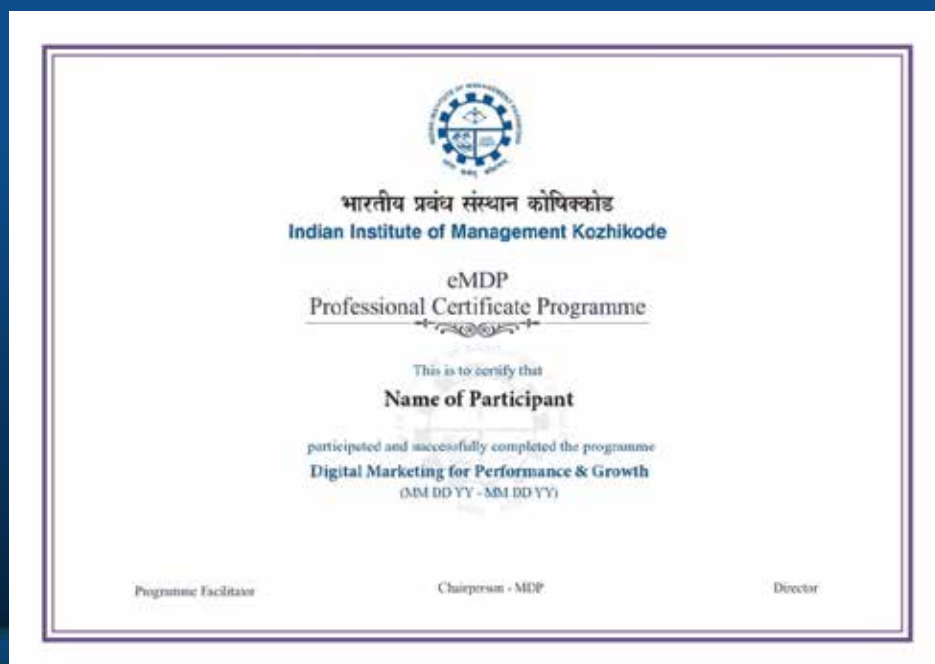 भारतीय प्रबंध संस्थान कोषिक्कोड
Indian Institute of Management Kozhikode
eMDP
Professional Certificate Programme
This is to certify that
Name of Participant
participated and successfully completed the programme
Digital Marketing for Performance & Growth
(MM DD YY - MM DD YY)
Programme Facilitator
Chairperson - MDP
Director